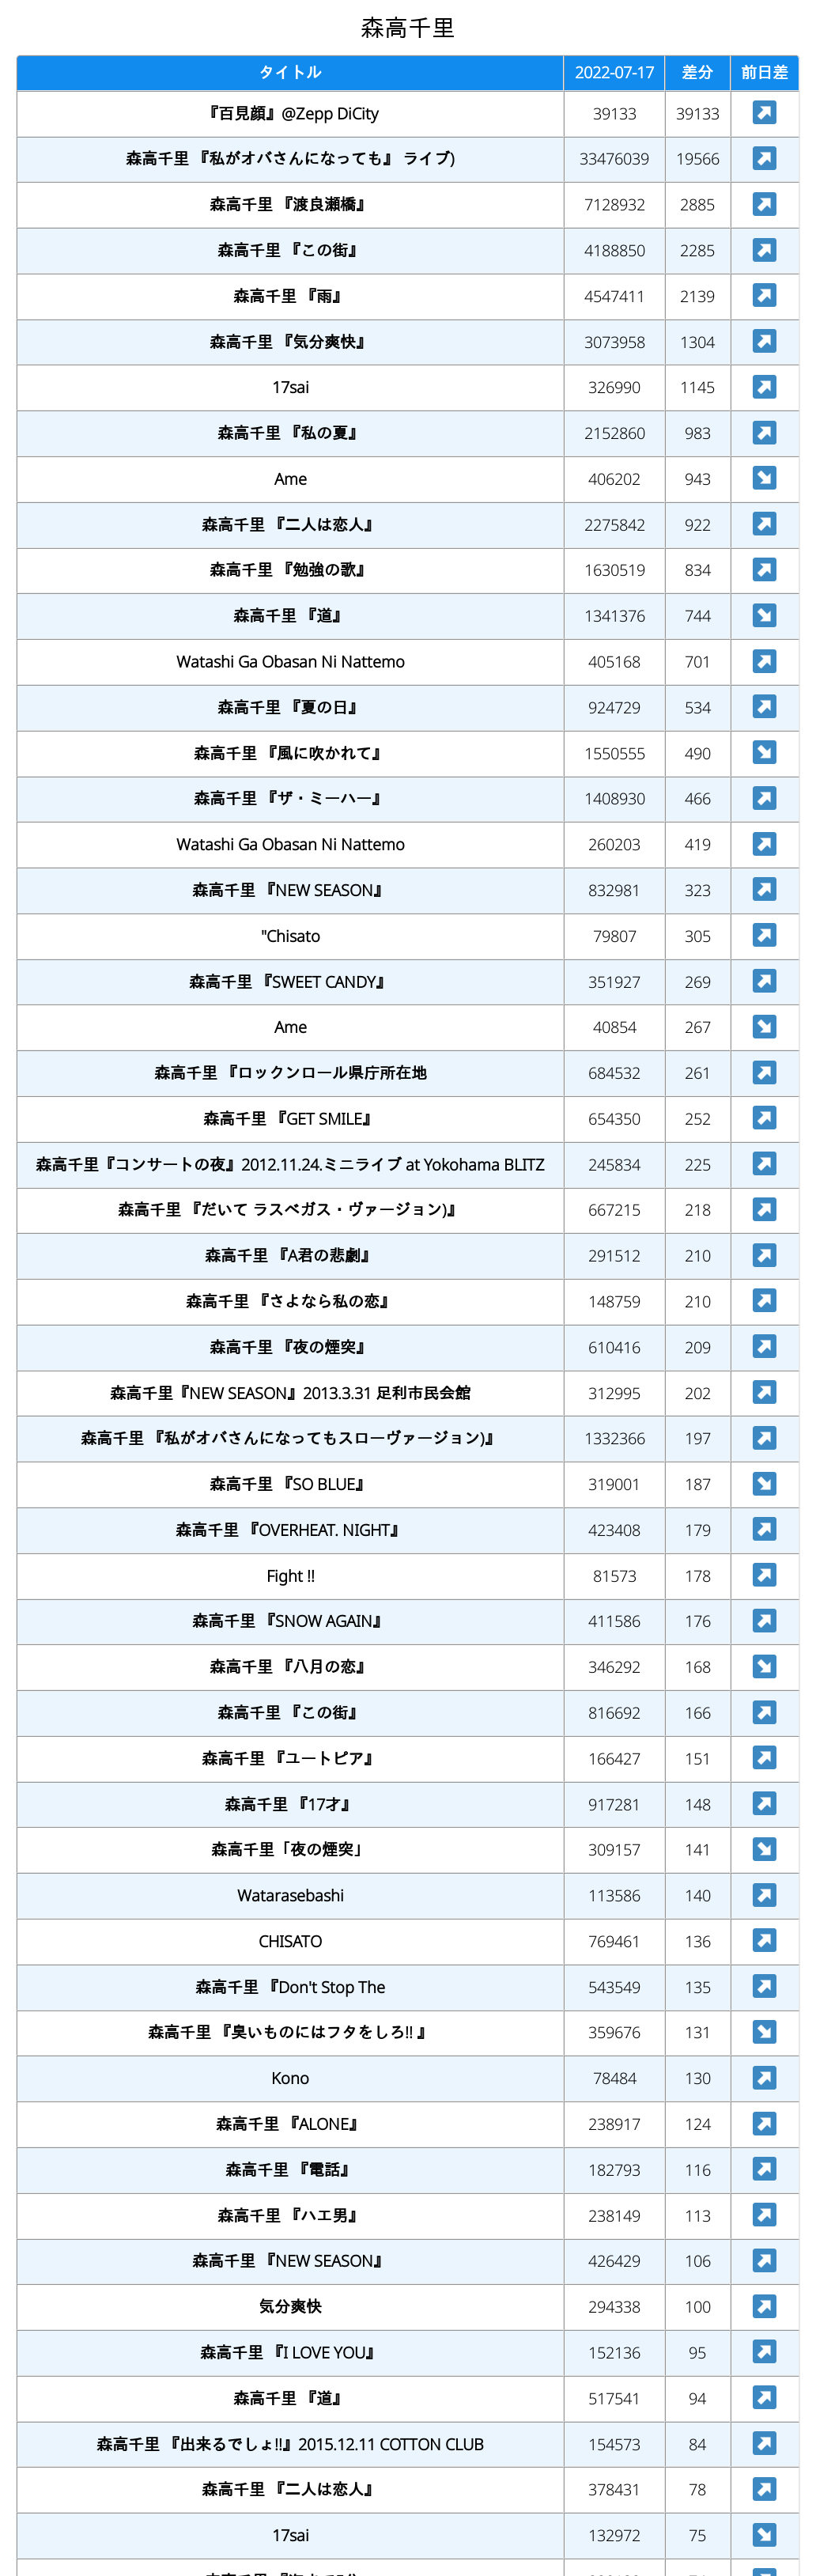 森高千里
タイトル 2022-07-17 差分 前日差
『百見顔』@Zepp DiCity 39133 39133
森高千里 『私がオバさんになっても』 ライブ) 33476039 19566
森高千里 『渡良瀬橋』 7128932 2885
森高千里 『この街』 4188850 2285
森高千里 『雨』 4547411 2139
森高千里 『気分爽快』 3073958 1304
17sai 326990 1145
森高千里 『私の夏』 2152860 983
Ame 406202 943
森高千里 『二人は恋人』 2275842 922
森高千里 『勉強の歌』 1630519 834
森高千里 『道』 1341376 744
Watashi Ga Obasan Ni Nattemo 405168 701
森高千里 『夏の日』 924729 534
森高千里 『風に吹かれて』 1550555 490
森高千里 『ザ・ミーハー』 1408930 466
Watashi Ga Obasan Ni Nattemo 260203 419
森高千里 『NEW SEASON』 832981 323
"Chisato 79807 305
森高千里 『SWEET CANDY』 351927 269
Ame 40854 267
森高千里 『ロックンロール県庁所在地 684532 261
森高千里 『GET SMILE』 654350 252
森高千里『コンサートの夜』2012.11.24.ミニライブ at Yokohama BLITZ 245834 225
森高千里 『だいて ラスベガス・ヴァージョン)』 667215 218
森高千里 『A君の悲劇』 291512 210
森高千里 『さよなら私の恋』 148759 210
森高千里 『夜の煙突』 610416 209
森高千里『NEW SEASON』2013.3.31 足利市民会館 312995 202
森高千里 『私がオバさんになってもスローヴァージョン)』 1332366 197
森高千里 『SO BLUE』 319001 187
森高千里 『OVERHEAT. NIGHT』 423408 179
Fight !! 81573 178
森高千里 『SNOW AGAIN』 411586 176
森高千里 『八月の恋』 346292 168
森高千里 『この街』 816692 166
森高千里 『ユートピア』 166427 151
森高千里 『17才』 917281 148
森高千里「夜の煙突」 309157 141
Watarasebashi 113586 140
CHISATO 769461 136
森高千里 『Don't Stop The 543549 135
森高千里 『臭いものにはフタをしろ!! 』 359676 131
Kono 78484 130
森高千里 『ALONE』 238917 124
森高千里 『電話』 182793 116
森高千里 『ハエ男』 238149 113
森高千里 『NEW SEASON』 426429 106
気分爽快 294338 100
森高千里 『I LOVE YOU』 152136 95
森高千里 『道』 517541 94
森高千里 『出来るでしょ!!』2015.12.11 COTTON CLUB 154573 84
森高千里 『二人は恋人』 378431 78
17sai 132972 75